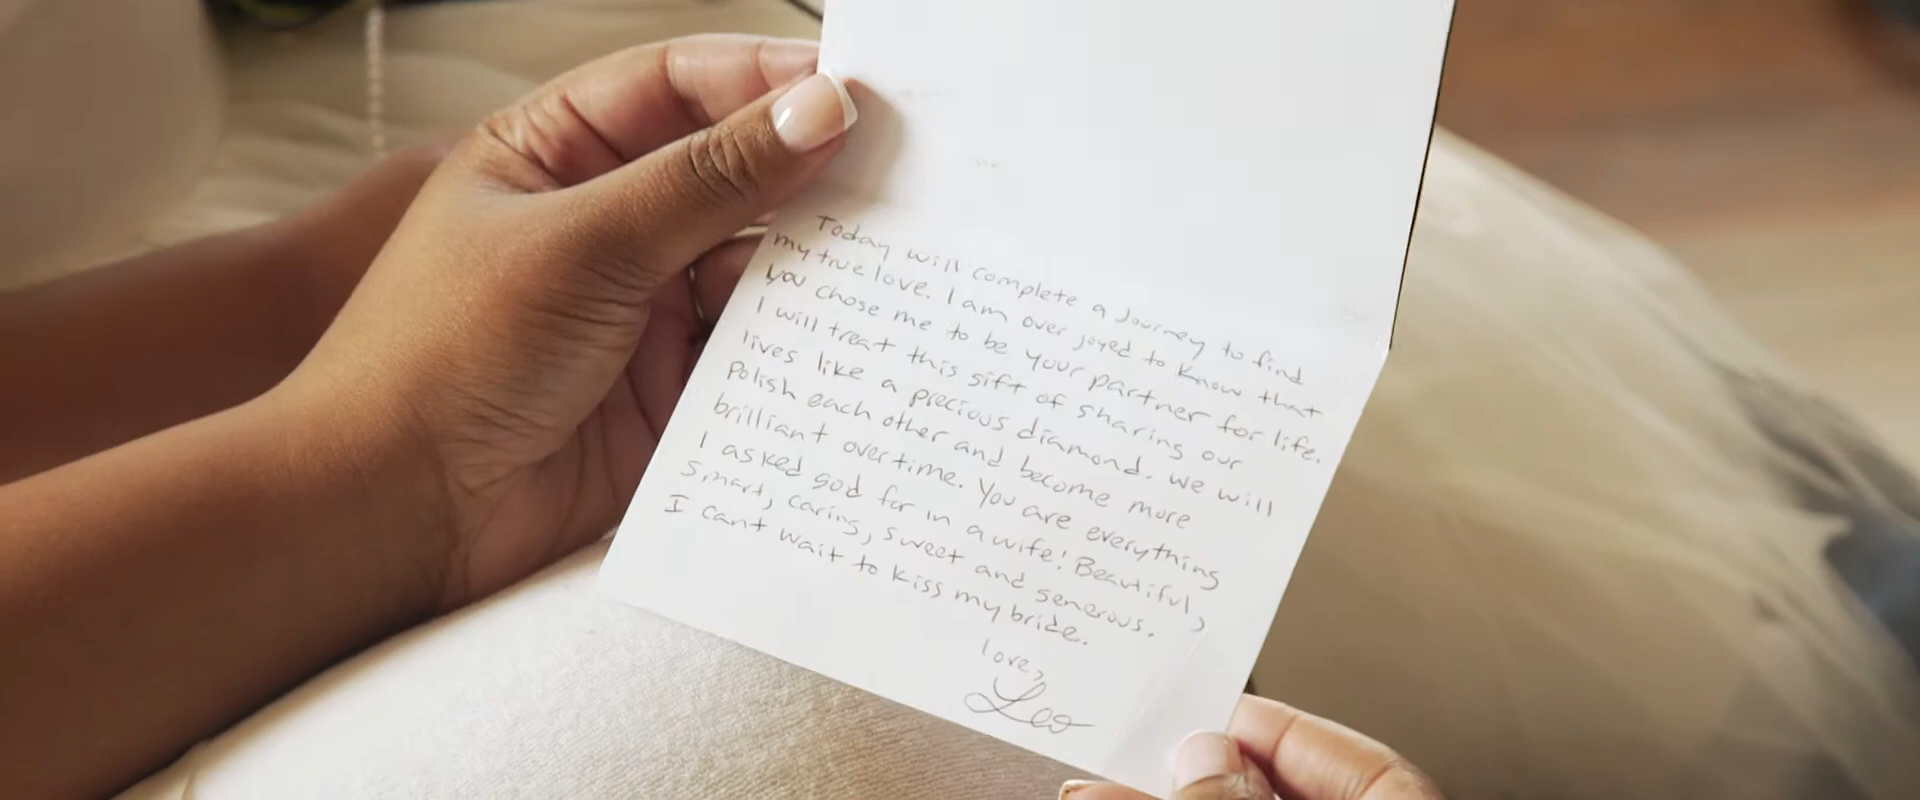 Today will complete a Journey to find
my true love. I am over joyed to know that
you chose me to be your partner for life.
I will treat this gift of sharing our
lives like a precious diamond. we will
Polish each other and become more
brilliant overtime. You are everything
I asked god for in a wife! Beautiful,
smart, caring, sweet and generous.
I cant wait to kiss my bride.
love,
Leo